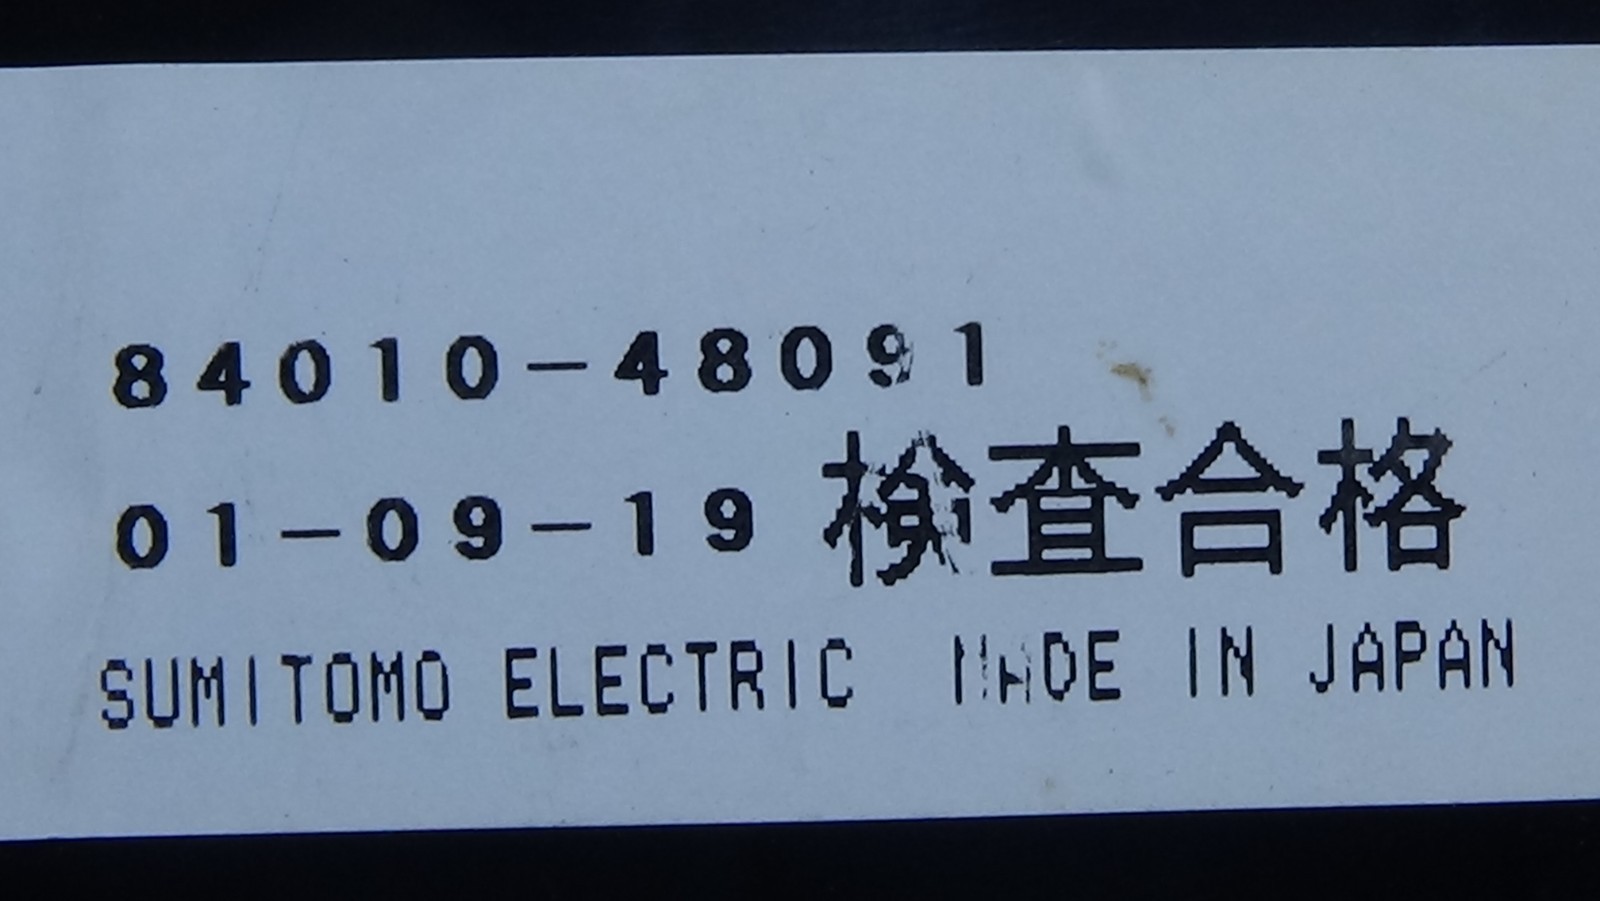 84010-48091
01-09-19 検査合格
SUMITOMO ELECTRIC MADE IN JAPAN